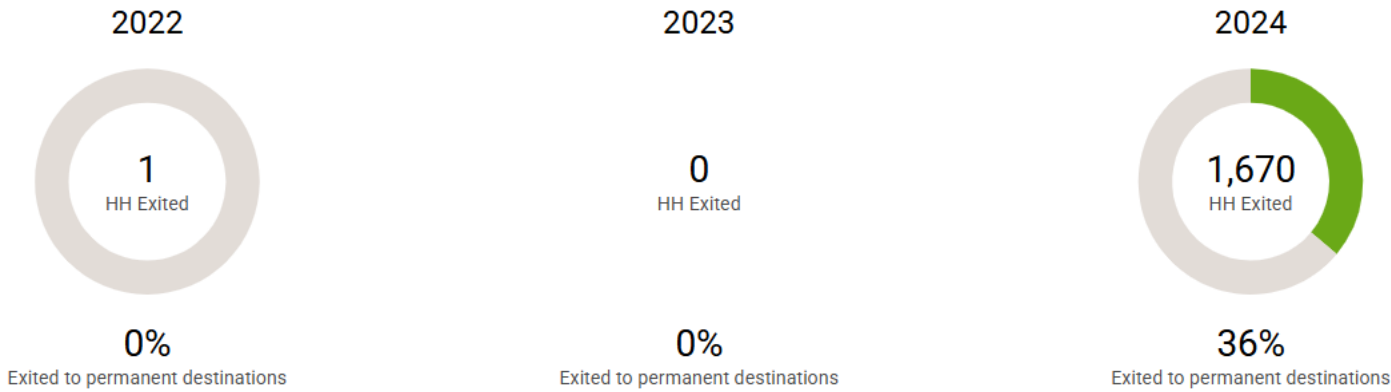 2022
2023
2024
1
HH Exited
0
HH Exited
1,670
HH Exited
0%
Exited to permanent destinations
0%
Exited to permanent destinations
36%
Exited to permanent destinations